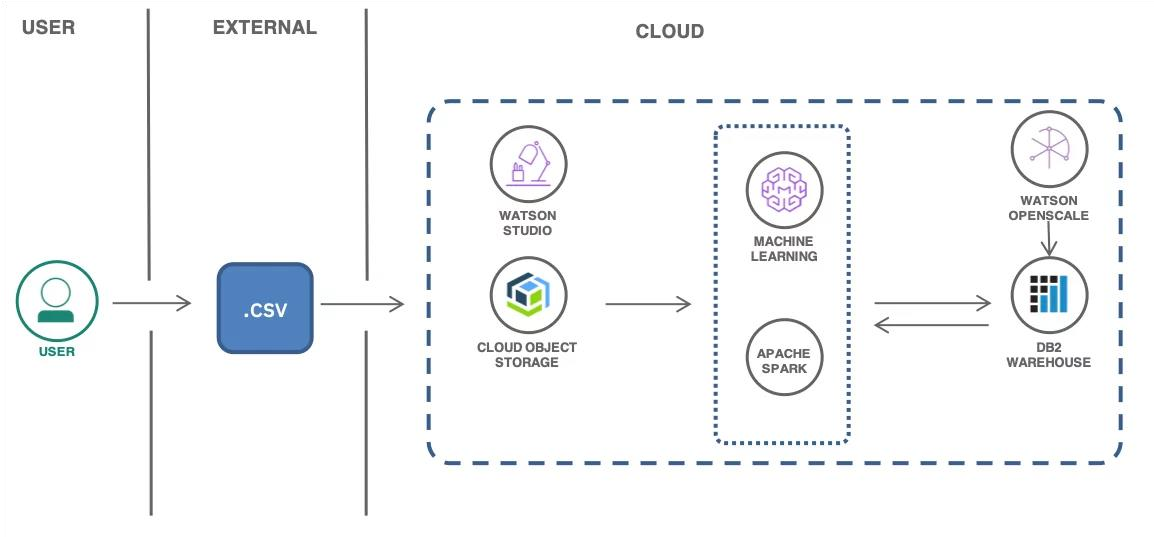 USER
EXTERNAL
CLOUD
WATSON
STUDIO
MACHINE
LEARNING
WATSON
OPENSCALE
USER
.CSV
CLOUD OBJECT
STORAGE
APACHE
SPARK
DB2
WAREHOUSE